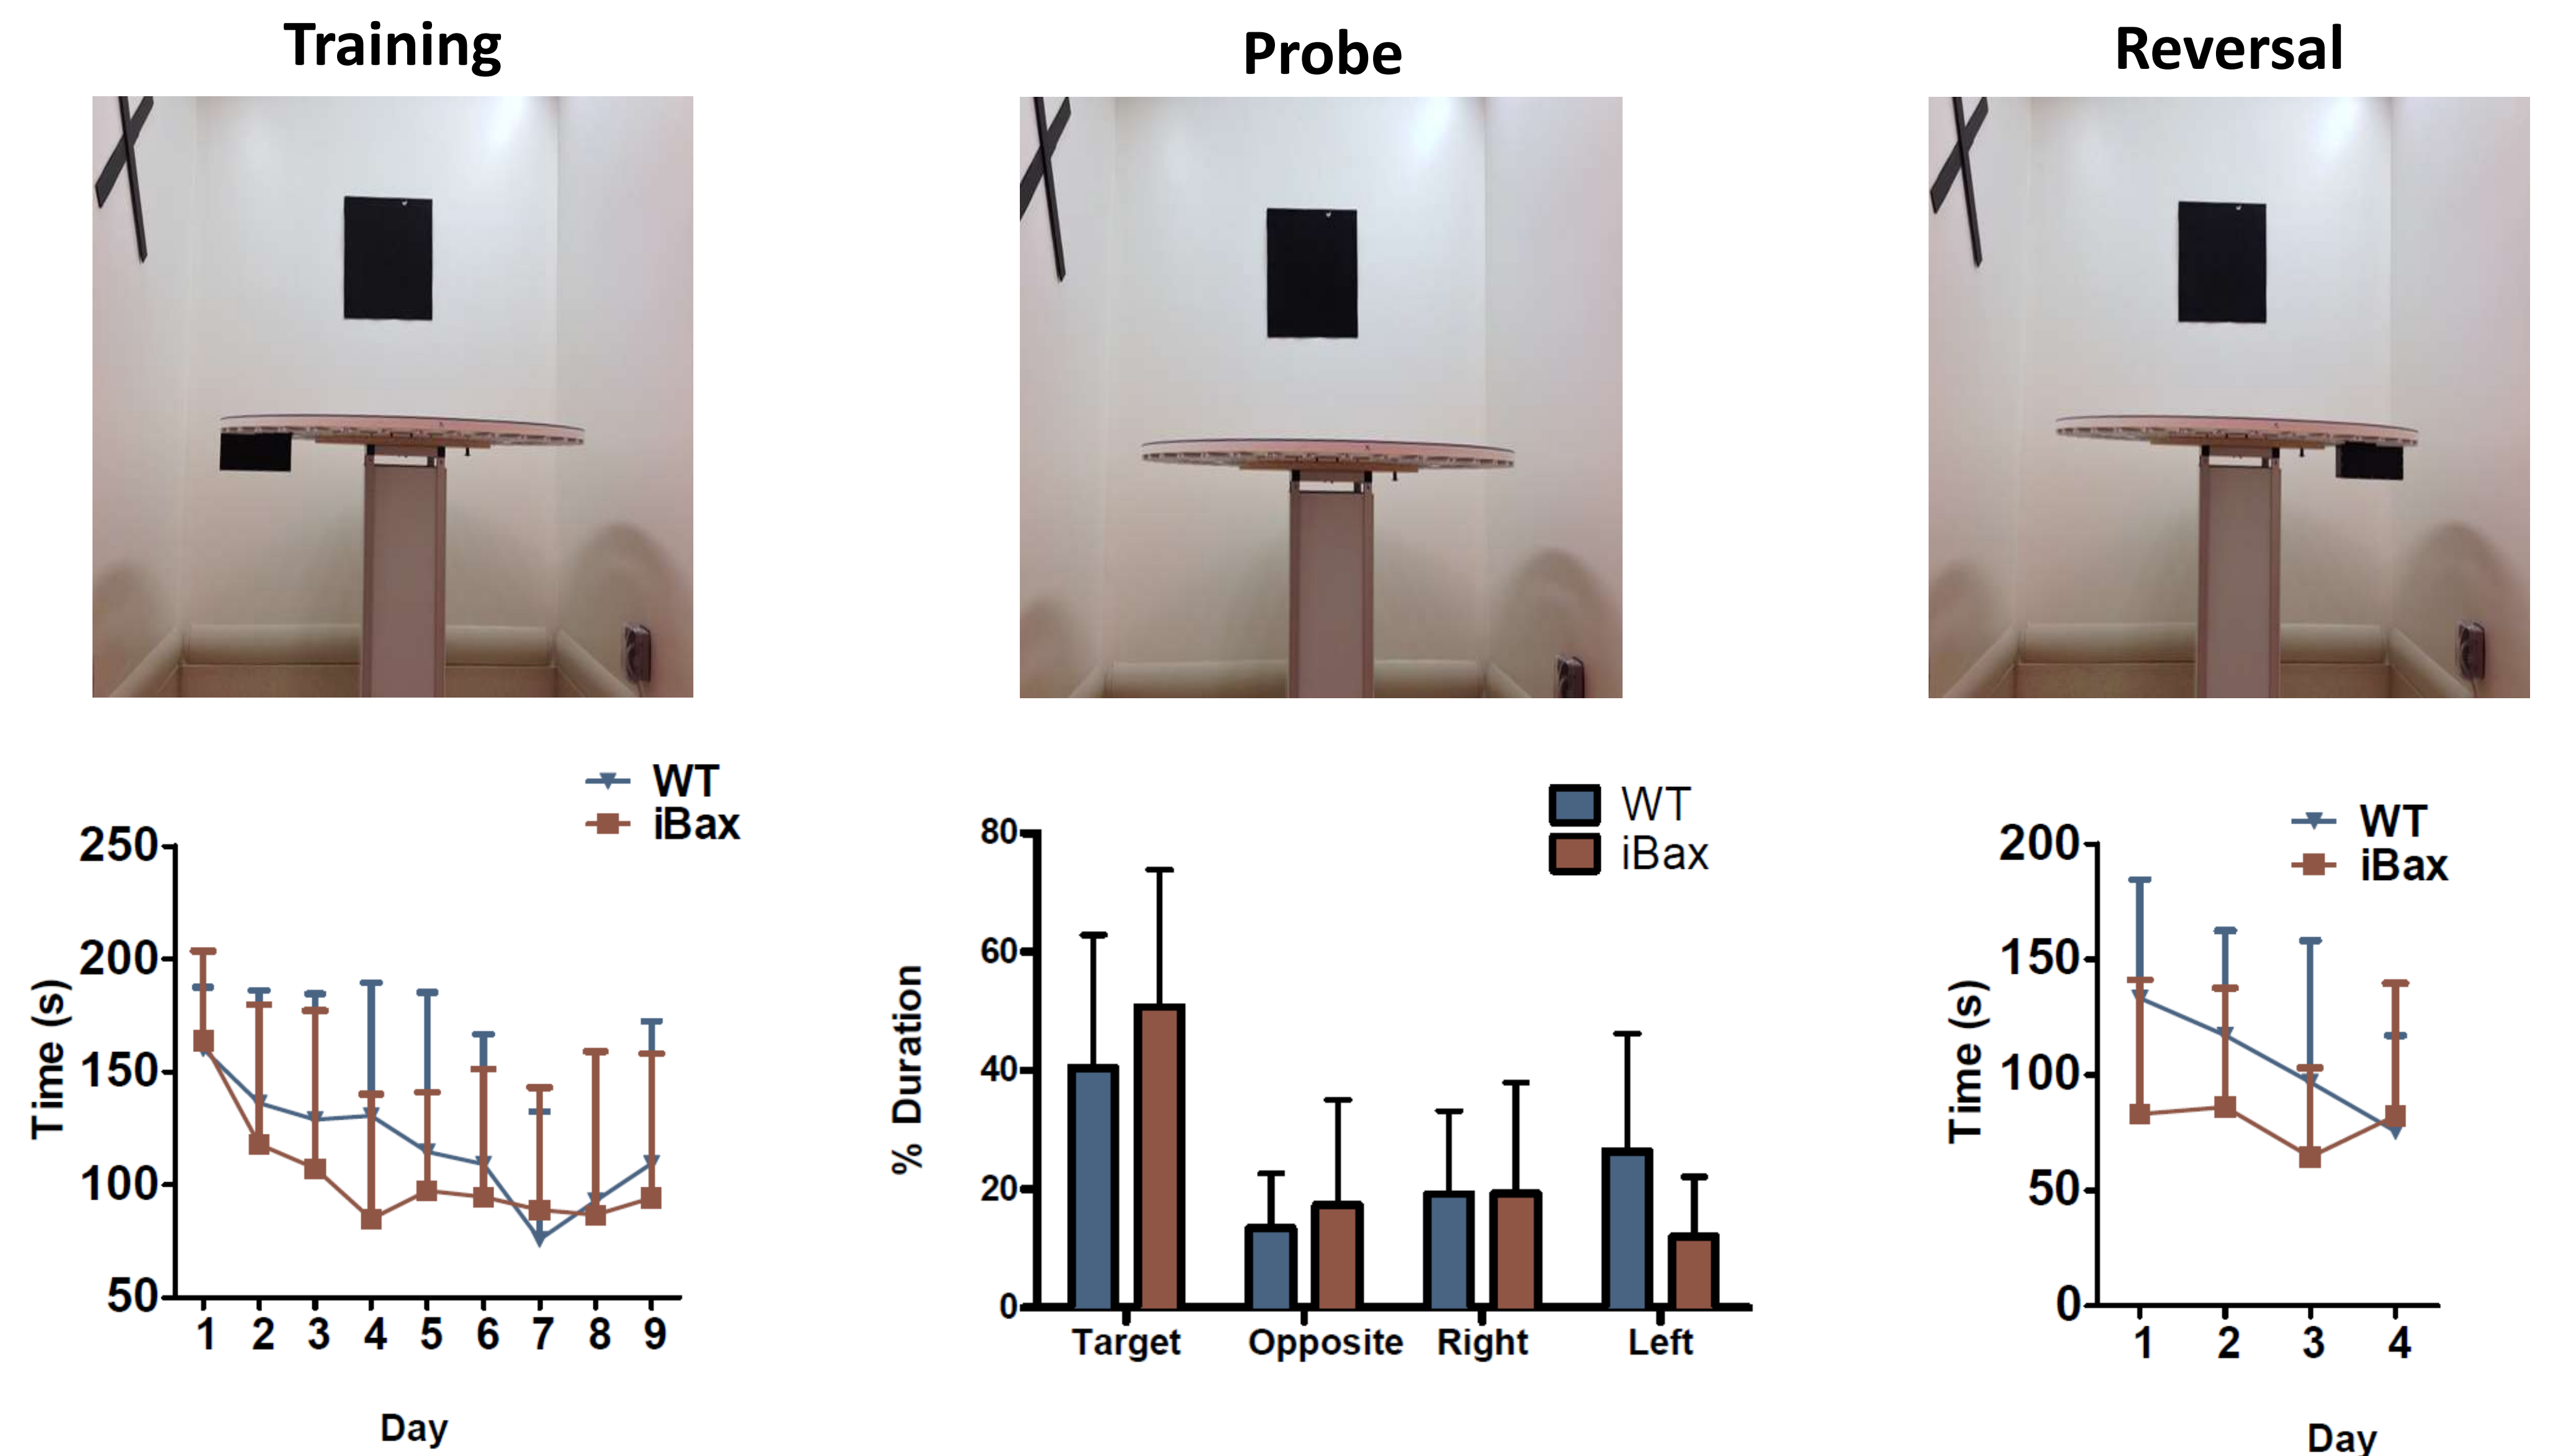 Training
Probe
Reversal
WT
iBax
250
200
150
100
50
Time (s)
1 2 3 4 5 6 7 8 9
Day
WT
iBax
80
60
40
20
0
% Duration
Target Opposite Right Left
WT
iBax
200
150
100
50
0
Time (s)
1 2 3 4
Day